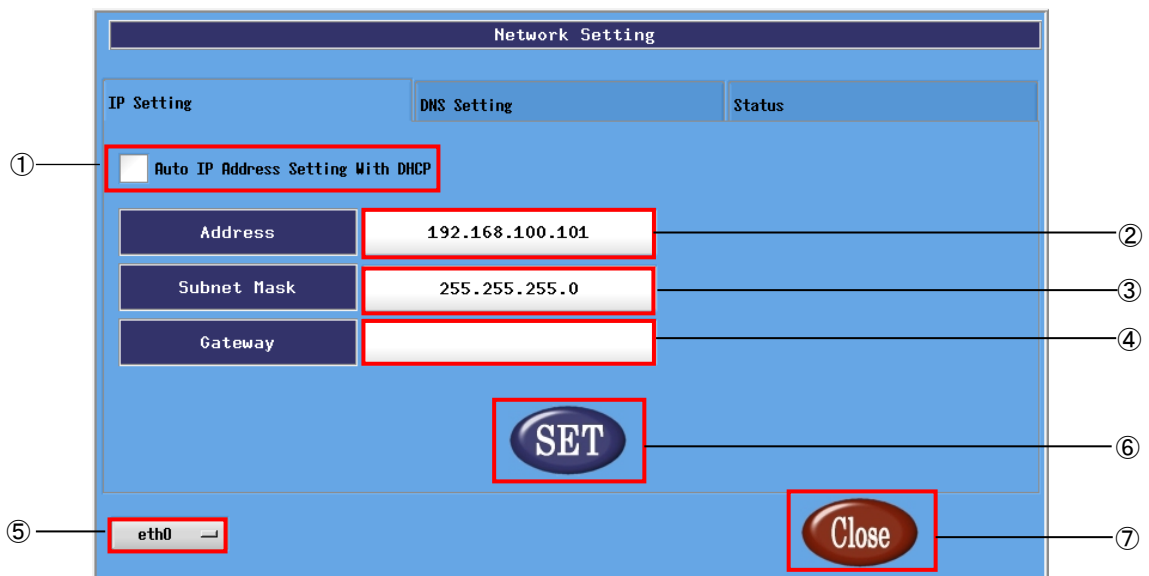 Network Setting
IP Setting DNS Setting Status
① Auto IP Address Setting With DHCP
Address 192.168.100.101 ②
Subnet Mask 255.255.255.0 ③
Gateway ④
SET ⑥
⑤ eth0 Close ⑦